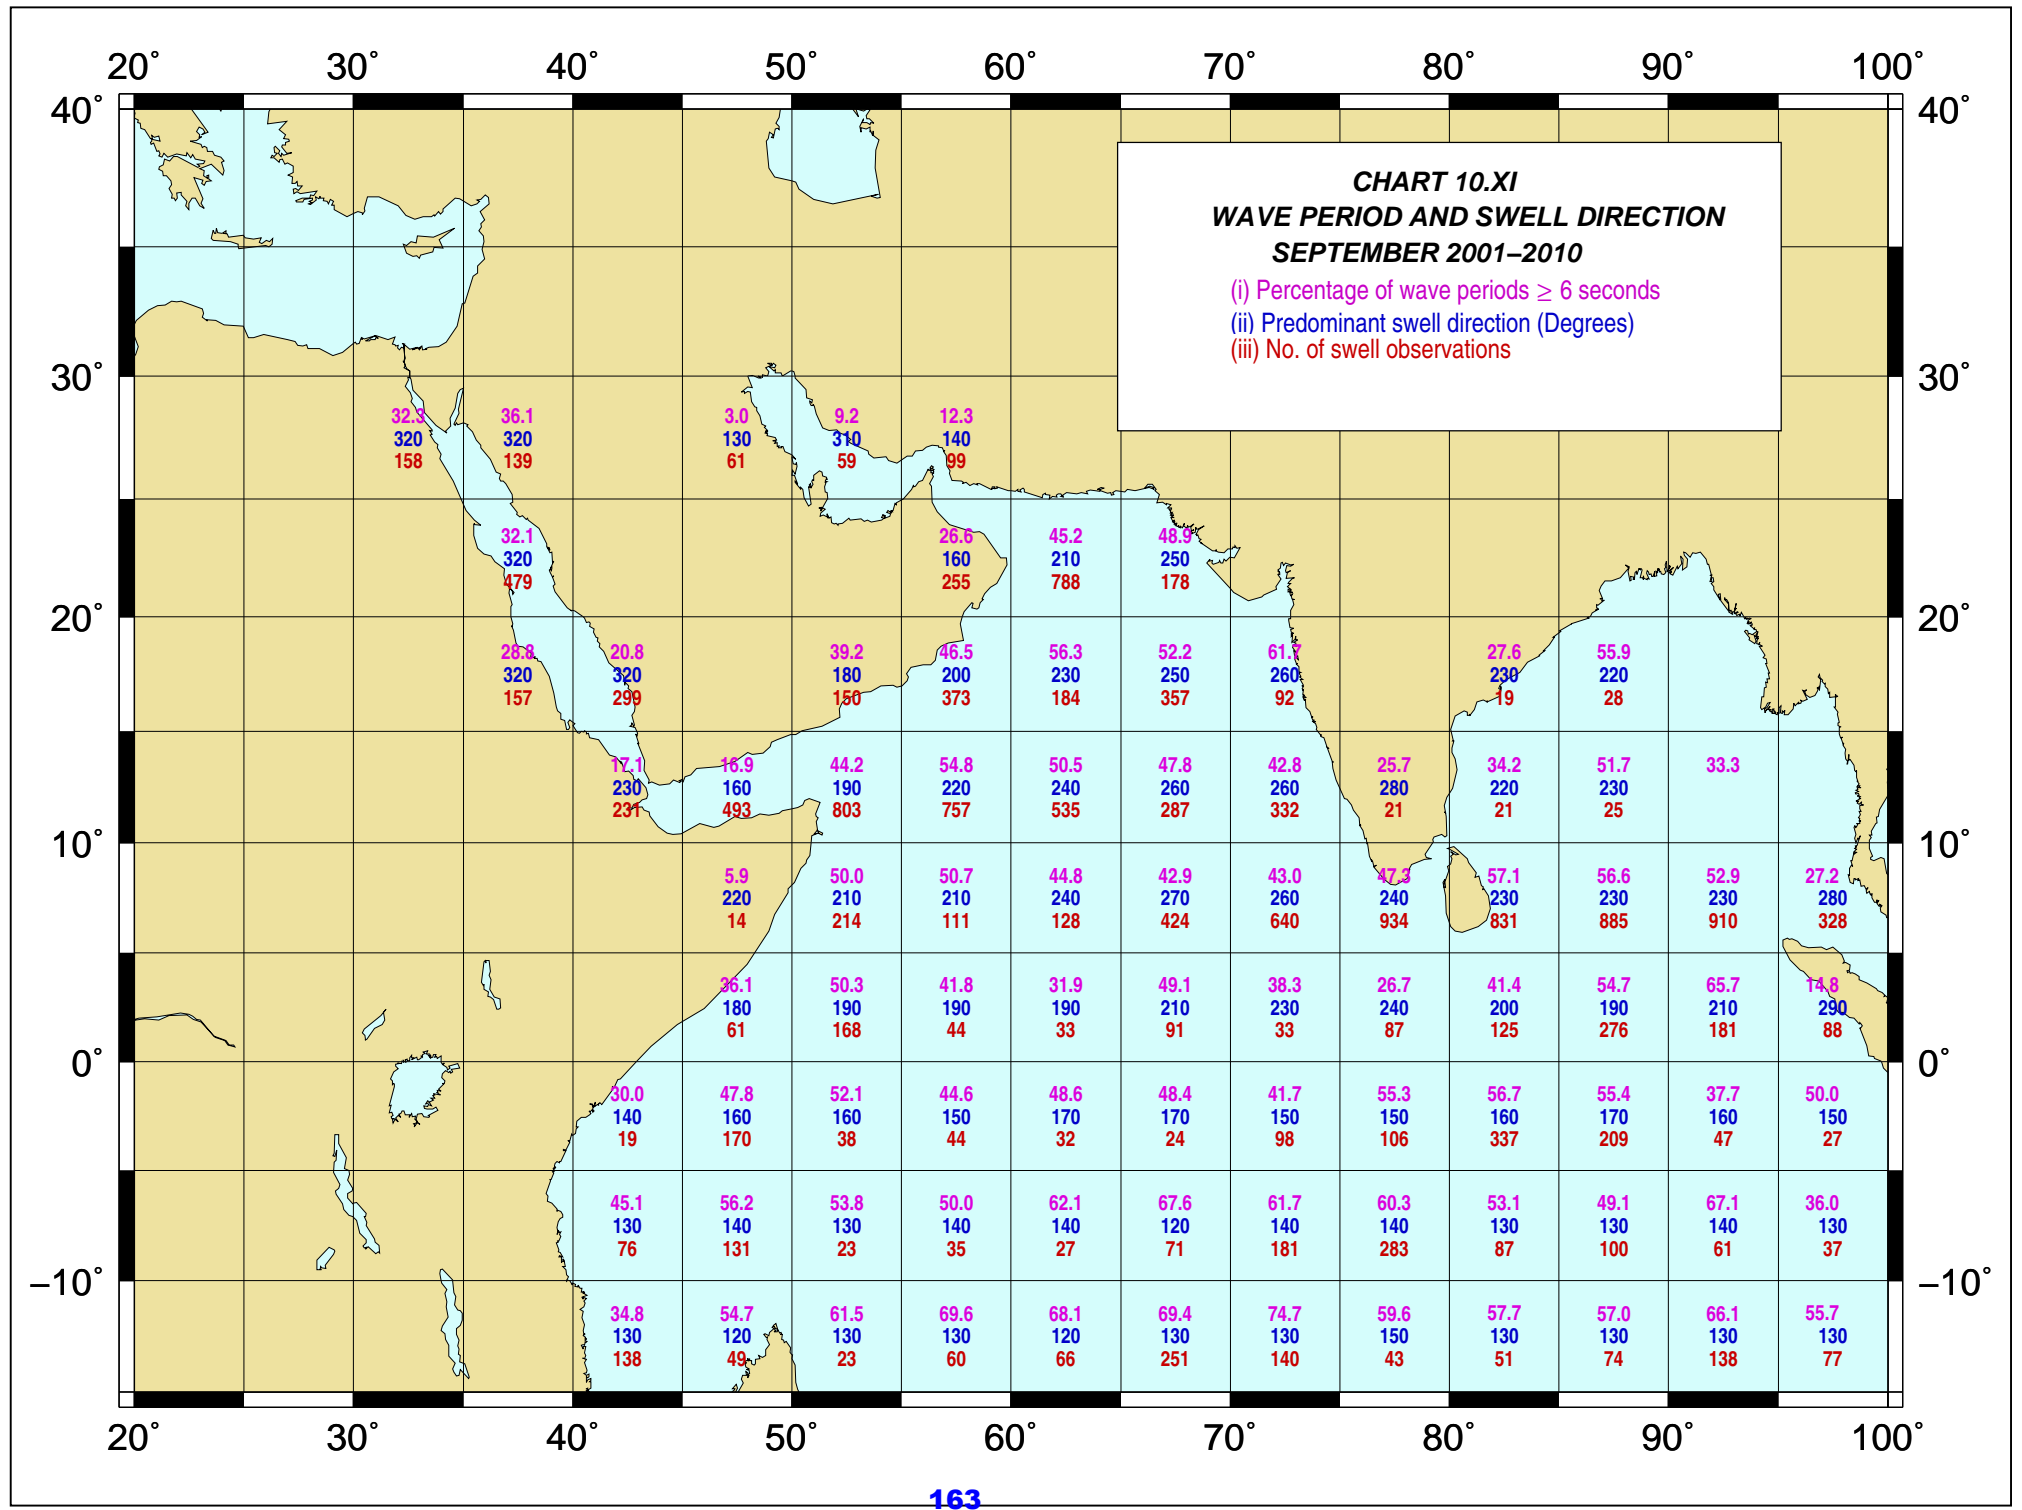 20° 30° 40° 50° 60° 70° 80° 90° 100°
40° 40°
CHART 10.XI
WAVE PERIOD AND SWELL DIRECTION
SEPTEMBER 2001–2010
(i) Percentage of wave periods ≥ 6 seconds
(ii) Predominant swell direction (Degrees)
(iii) No. of swell observations
30° 30°
32.3 36.1 3.0 9.2 12.3
320 320 130 310 140
158 139 61 59 99
32.1 26.6 45.2 48.9
320 160 210 250
479 255 788 178
20° 20°
28.8 20.8 39.2 46.5 56.3 52.2 61.7 27.6 55.9
320 320 180 200 230 250 260 230 220
157 299 150 373 184 357 92 19 28
17.1 16.9 44.2 54.8 50.5 47.8 42.8 25.7 34.2 51.7 33.3
230 160 190 220 240 260 260 280 220 230
231 493 803 757 535 287 332 21 21 25
10° 10°
5.9 50.0 50.7 44.8 42.9 43.0 47.3 57.1 56.6 52.9 27.2
220 210 210 240 270 260 240 230 230 230 280
14 214 111 128 424 640 934 831 885 910 328
36.1 50.3 41.8 31.9 49.1 38.3 26.7 41.4 54.7 65.7 14.8
180 190 190 190 210 230 240 200 190 210 290
61 168 44 33 91 33 87 125 276 181 88
0° 0°
30.0 47.8 52.1 44.6 48.6 48.4 41.7 55.3 56.7 55.4 37.7 50.0
140 160 160 150 170 170 150 150 160 170 160 150
19 170 38 44 32 24 98 106 337 209 47 27
45.1 56.2 53.8 50.0 62.1 67.6 61.7 60.3 53.1 49.1 67.1 36.0
130 140 130 140 140 120 140 140 130 130 140 130
76 131 23 35 27 71 181 283 87 100 61 37
–10° –10°
34.8 54.7 61.5 69.6 68.1 69.4 74.7 59.6 57.7 57.0 66.1 55.7
130 120 130 130 120 130 130 150 130 130 130 130
138 49 23 60 66 251 140 43 51 74 138 77
20° 30° 40° 50° 60° 70° 80° 90° 100°
163